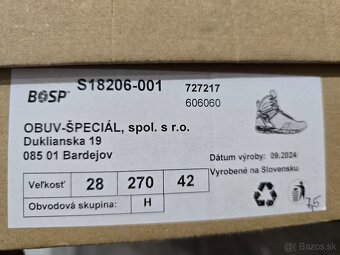 BOSP
S18206-001
727217
606060
OBUV-ŠPECIÁL, spol. s r.o.
Duklianska 19
085 01 Bardejov
Dátum výroby: 09.2024
Vyrobené na Slovensku
Veľkosť 28 270 42
Obvodová skupina: H
75
Bazos.sk